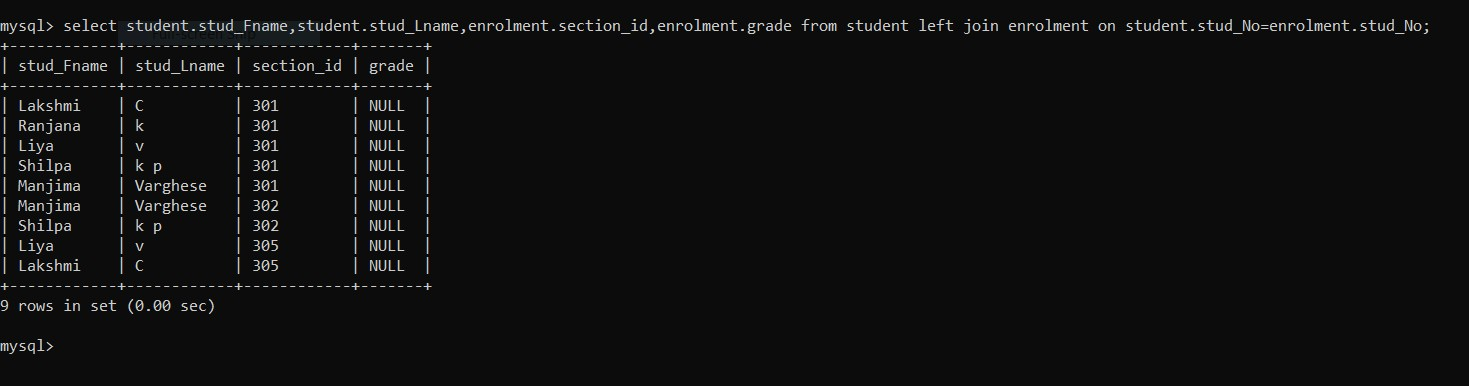 mysql> select student.stud_Fname,student.stud_Lname,enrolment.section_id,enrolment.grade from student left join enrolment on student.stud_No=enrolment.stud_No;
+------------+------------+------------+-------+
| stud_Fname | stud_Lname | section_id | grade |
+------------+------------+------------+-------+
| Lakshmi    | C          | 301        | NULL  |
| Ranjana    | k          | 301        | NULL  |
| Liya       | v          | 301        | NULL  |
| Shilpa     | k p        | 301        | NULL  |
| Manjima    | Varghese   | 301        | NULL  |
| Manjima    | Varghese   | 302        | NULL  |
| Shilpa     | k p        | 302        | NULL  |
| Liya       | v          | 305        | NULL  |
| Lakshmi    | C          | 305        | NULL  |
+------------+------------+------------+-------+
9 rows in set (0.00 sec)
mysql>